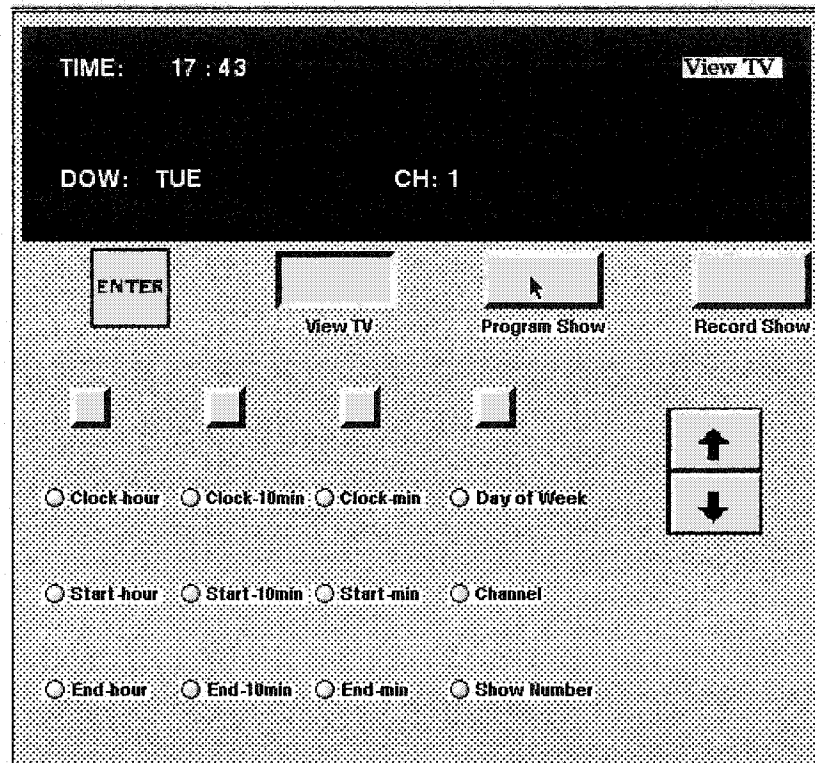 TIME: 17 : 43 View TV
DOW: TUE CH: 1
ENTER
View TV Program Show Record Show
Clock-hour Clock-10min Clock-min Day of Week
Start-hour Start-10min Start-min Channel
End-hour End-10min End-min Show Number